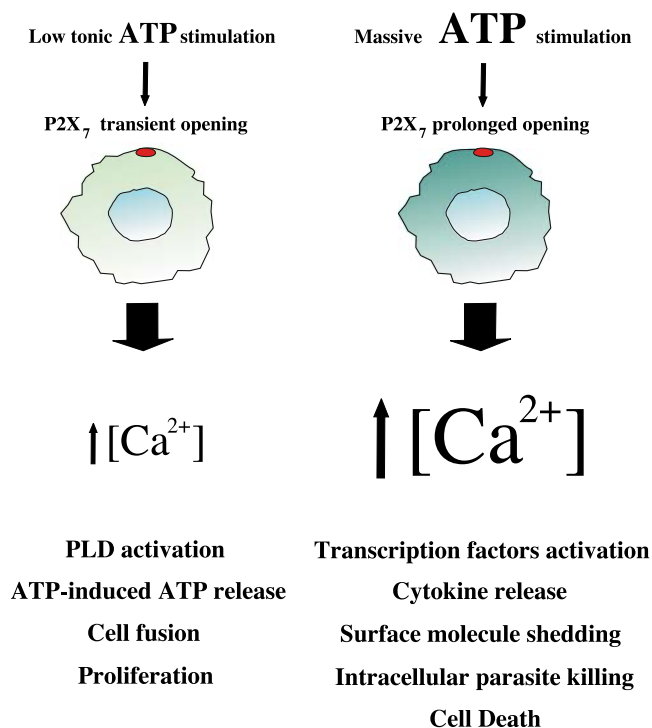 Low tonic ATP stimulation
P2X7 transient opening
↑[Ca2+]
PLD activation
ATP-induced ATP release
Cell fusion
Proliferation
Massive ATP stimulation
P2X7 prolonged opening
↑[Ca2+]
Transcription factors activation
Cytokine release
Surface molecule shedding
Intracellular parasite killing
Cell Death